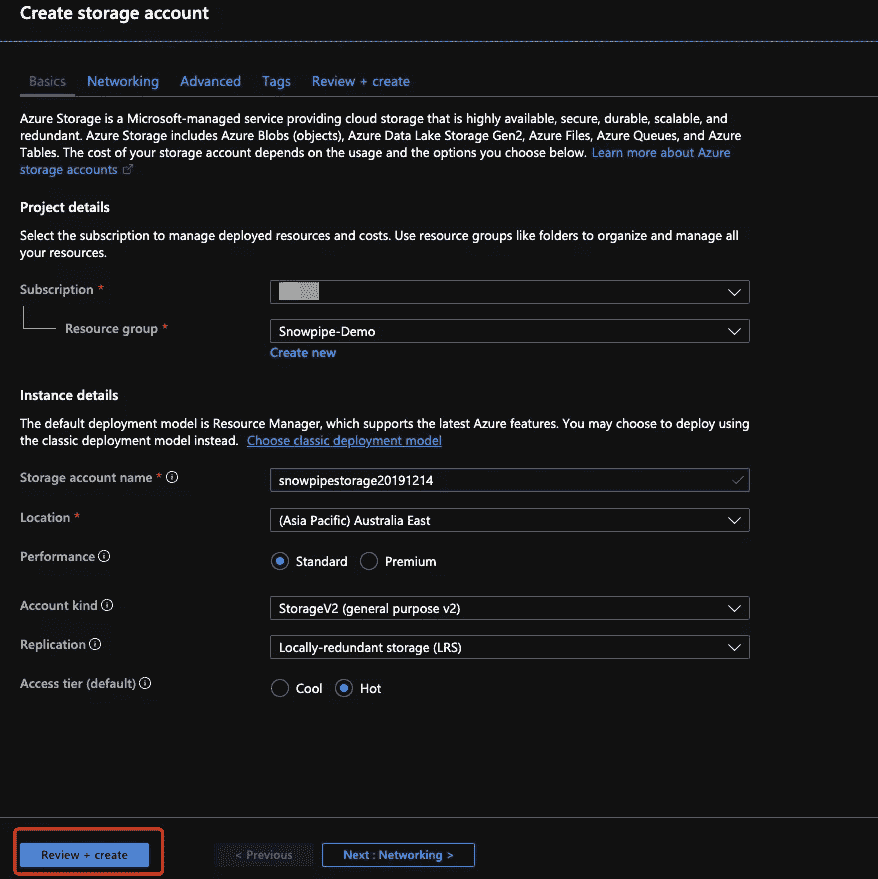 Create storage account
Basics Networking Advanced Tags Review + create
Azure Storage is a Microsoft-managed service providing cloud storage that is highly available, secure, durable, scalable, and
redundant. Azure Storage includes Azure Blobs (objects), Azure Data Lake Storage Gen2, Azure Files, Azure Queues, and Azure
Tables. The cost of your storage account depends on the usage and the options you choose below. Learn more about Azure
storage accounts
Project details
Select the subscription to manage deployed resources and costs. Use resource groups like folders to organize and manage all
your resources.
Subscription *
Resource group * Snowpipe-Demo
Create new
Instance details
The default deployment model is Resource Manager, which supports the latest Azure features. You may choose to deploy using
the classic deployment model instead. Choose classic deployment model
Storage account name * snowpipestorage20191214
Location * (Asia Pacific) Australia East
Performance Standard Premium
Account kind StorageV2 (general purpose v2)
Replication Locally-redundant storage (LRS)
Access tier (default) Cool Hot
Review + create < Previous Next : Networking >